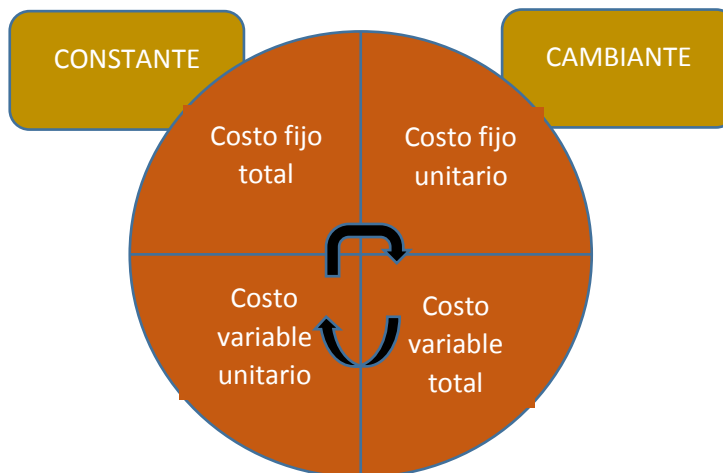 CONSTANTE
CAMBIANTE
Costo fijo
total
Costo fijo
unitario
Costo
variable
unitario
Costo
variable
total